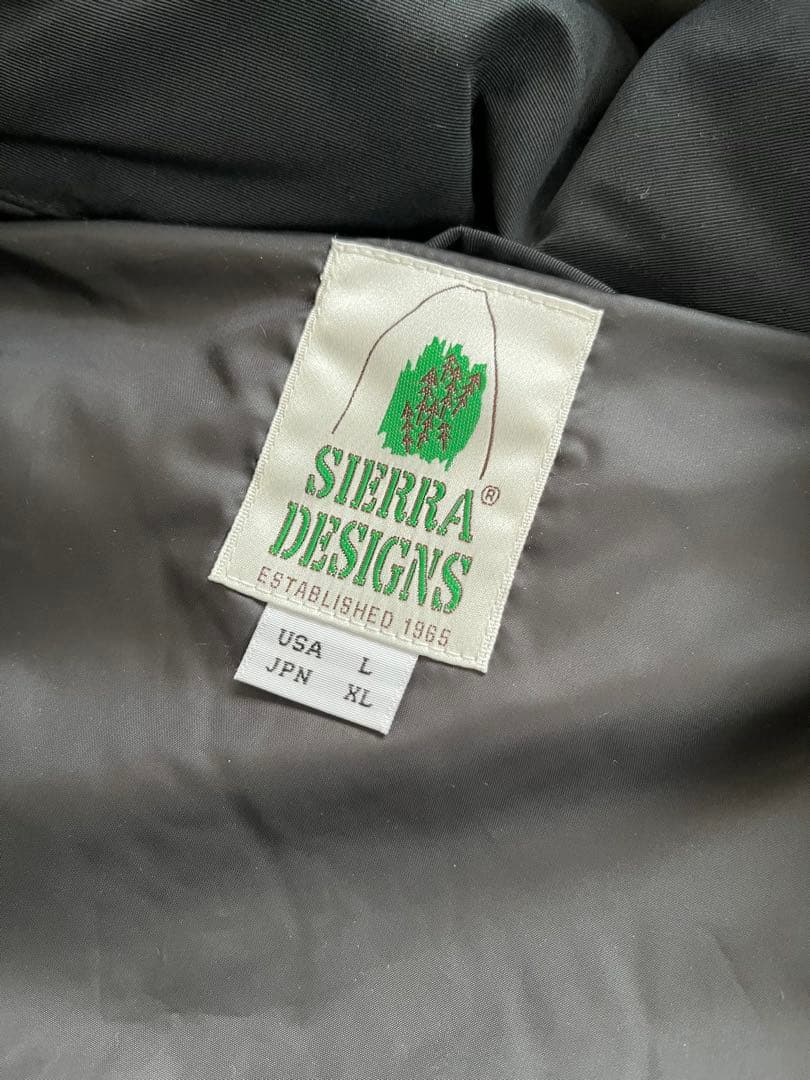 SIERRA®
DESIGNS
ESTABLISHED 1965
USA L
JPN XL